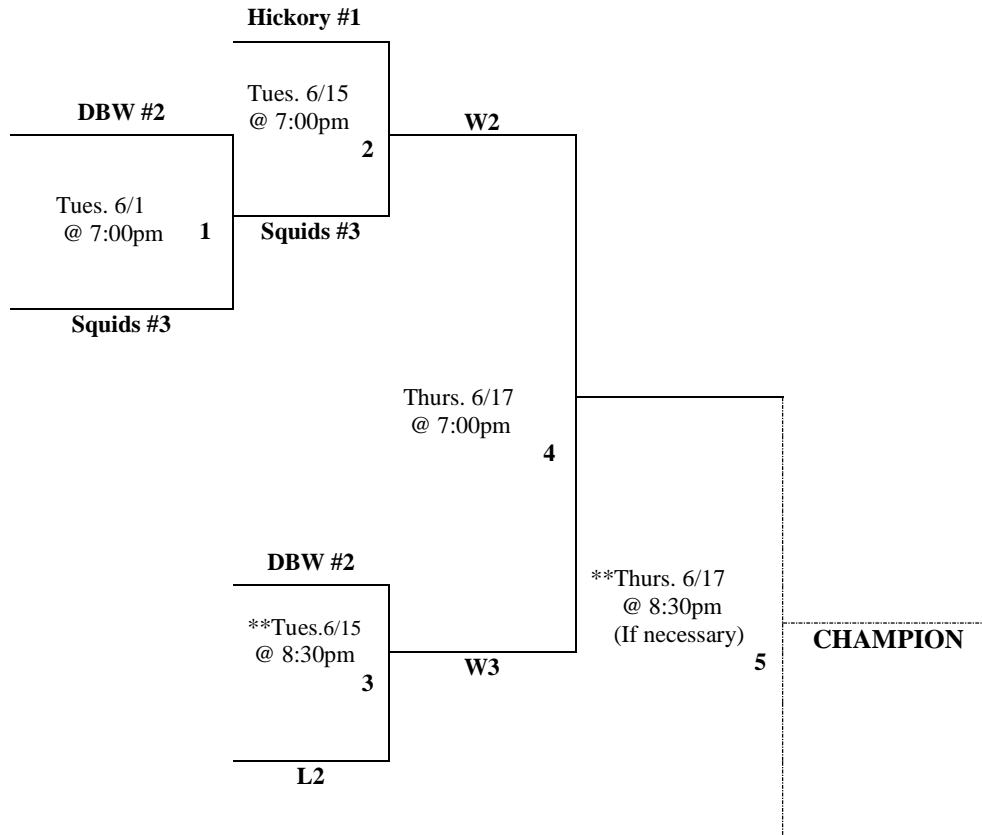 Hickory #1
Tues. 6/15
@ 7:00pm
2
DBW #2
W2
Tues. 6/1
@ 7:00pm
1
Squids #3
Squids #3
Thurs. 6/17
@ 7:00pm
4
DBW #2
**Tues.6/15
@ 8:30pm
3
W3
L2
**Thurs. 6/17
@ 8:30pm
(If necessary)
5
CHAMPION